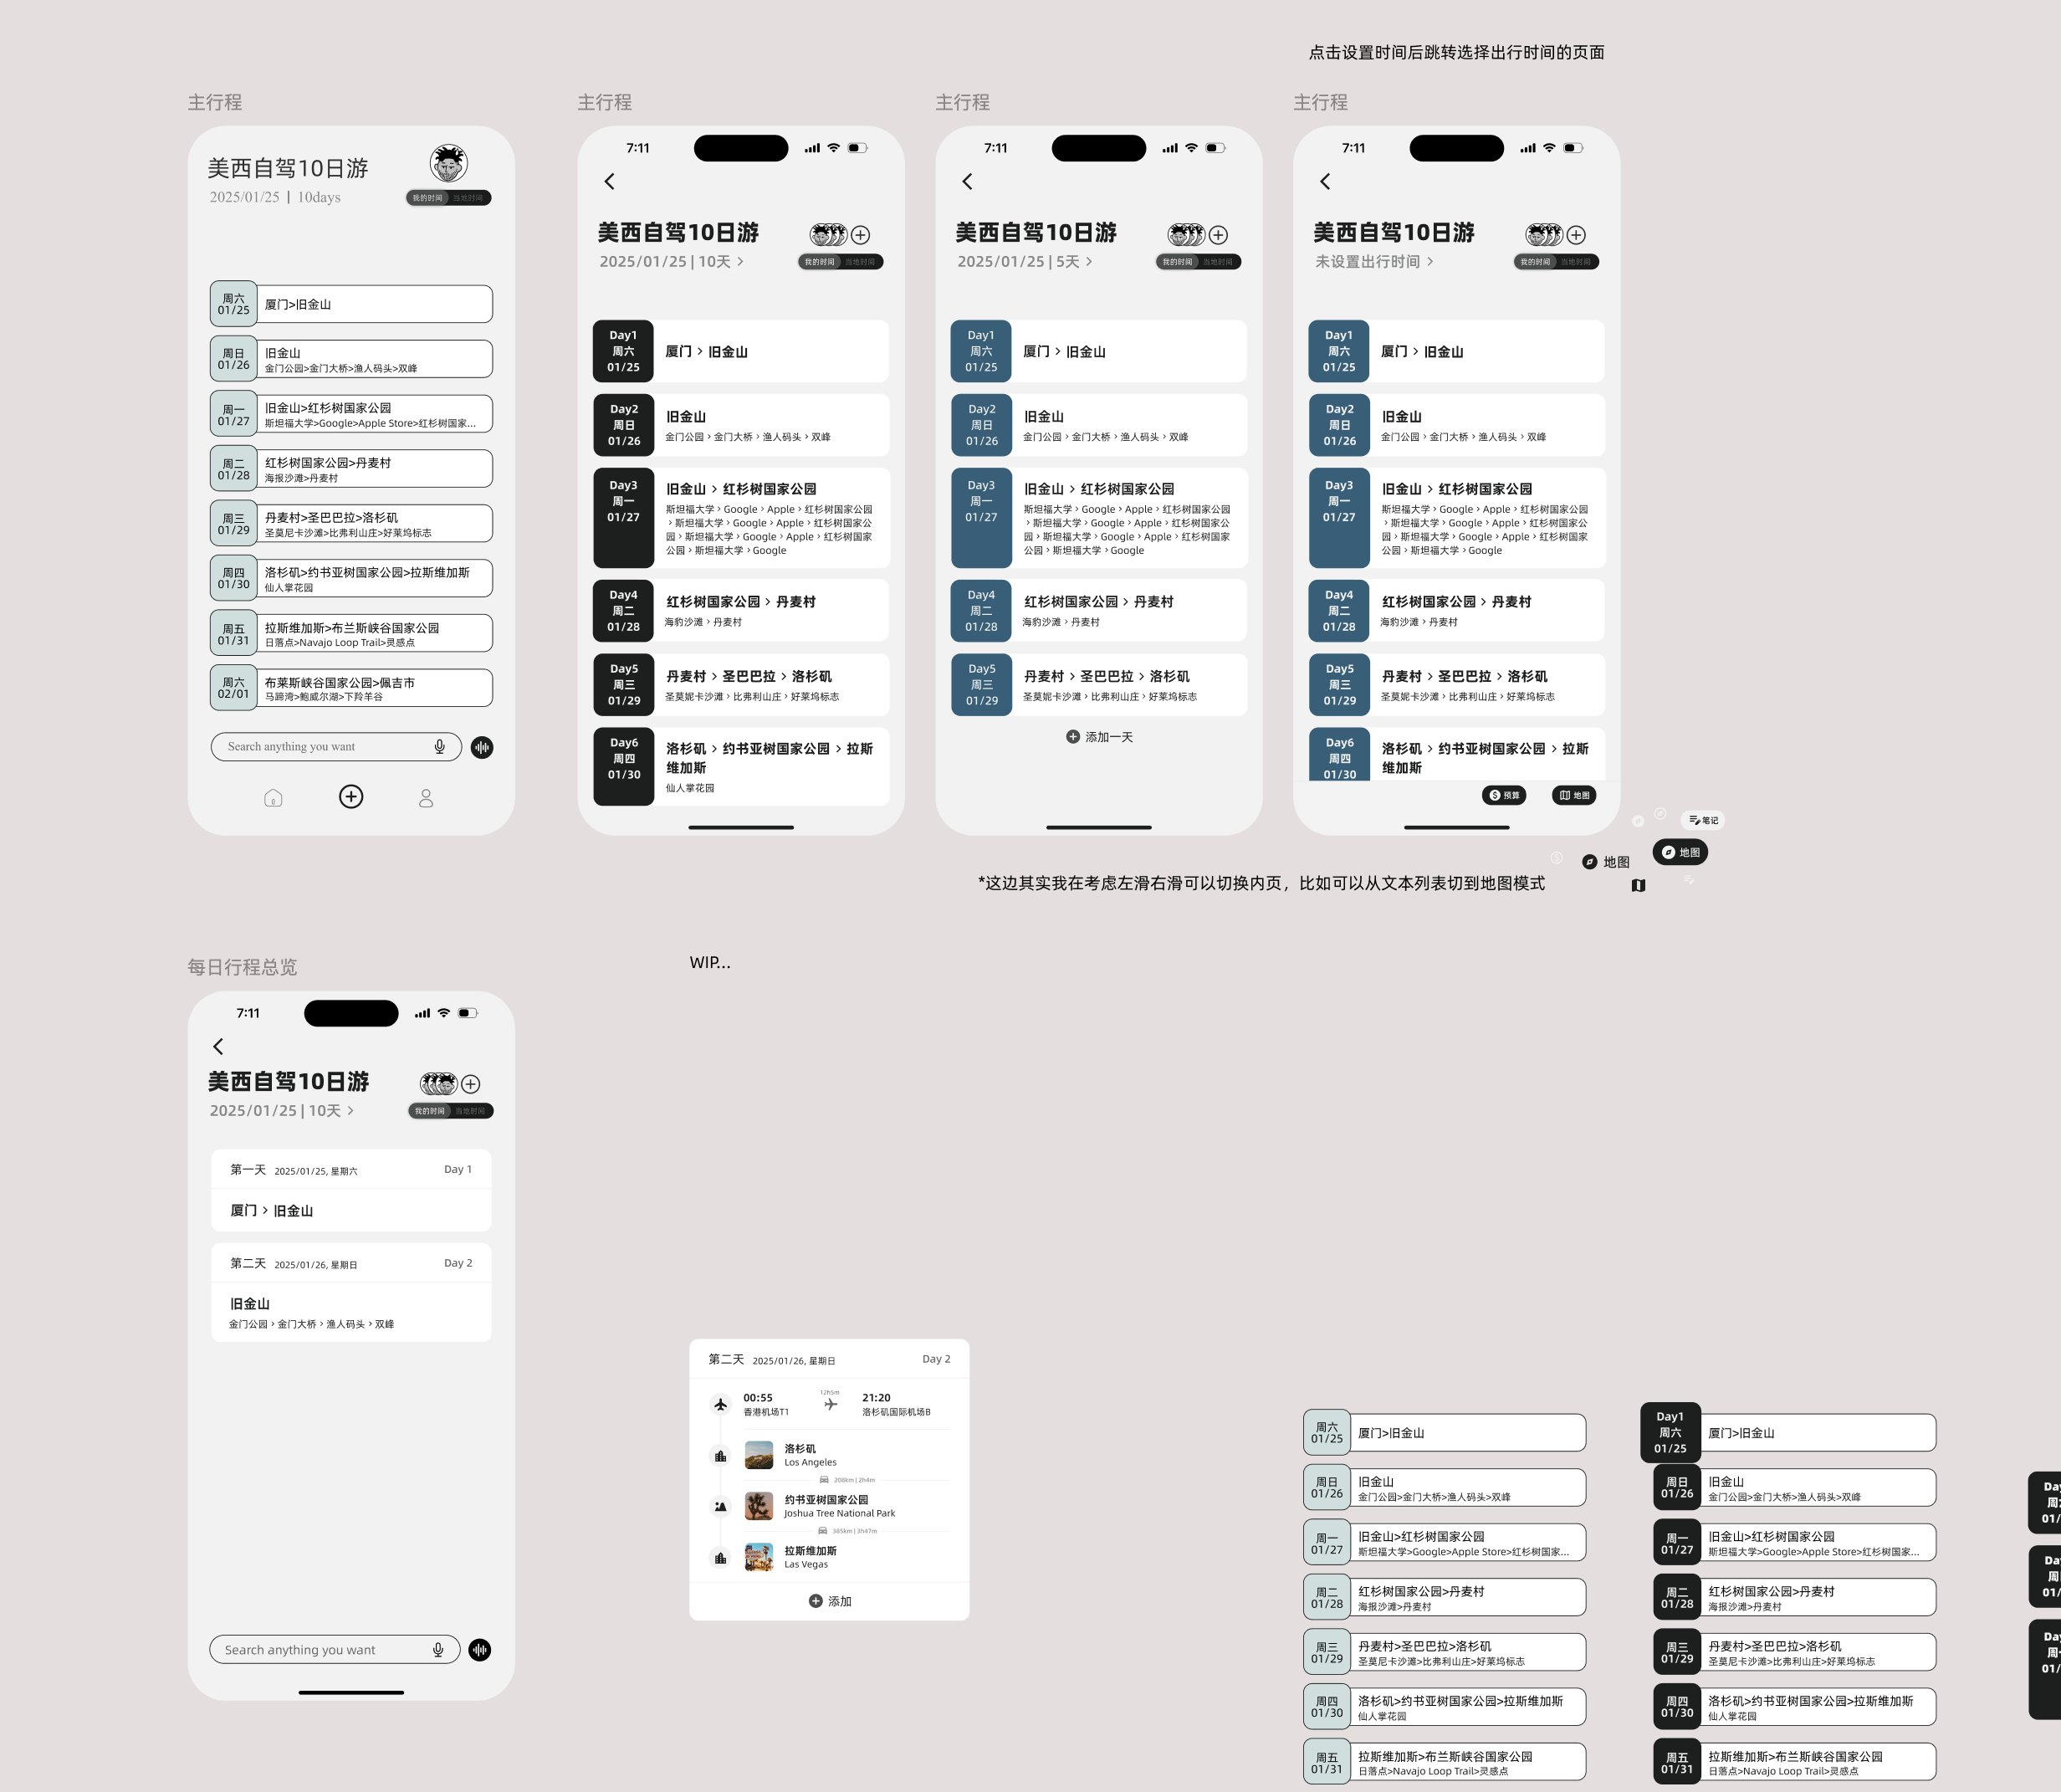 点击设置时间后跳转选择出行时间的页面
主行程
美西自驾10日游
2025/01/25 | 10days
我的时间 当地时间
周六
01/25
厦门>旧金山
周日
01/26
旧金山
金门公园>金门大桥>渔人码头>双峰
周一
01/27
旧金山>红杉树国家公园
斯坦福大学>Google>Apple Store>红杉树国家...
周二
01/28
红杉树国家公园>丹麦村
海报沙滩>丹麦村
周三
01/29
丹麦村>圣巴巴拉>洛杉矶
圣莫尼卡沙滩>比弗利山庄>好莱坞标志
周四
01/30
洛杉矶>约书亚树国家公园>拉斯维加斯
仙人掌花园
周五
01/31
拉斯维加斯>布兰斯峡谷国家公园
日落点>Navajo Loop Trail>灵感点
周六
02/01
布莱斯峡谷国家公园>佩吉市
马蹄湾>鲍威尔湖>下羚羊谷
Search anything you want
主行程
7:11
美西自驾10日游
2025/01/25 | 10天 >
我的时间 当地时间
Day1
周六
01/25
厦门 > 旧金山
Day2
周日
01/26
旧金山
金门公园 > 金门大桥 > 渔人码头 > 双峰
Day3
周一
01/27
旧金山 > 红杉树国家公园
斯坦福大学 > Google > Apple > 红杉树国家公园
> 斯坦福大学 > Google > Apple > 红杉树国家公
园 > 斯坦福大学 > Google > Apple > 红杉树国家
公园 > 斯坦福大学 > Google
Day4
周二
01/28
红杉树国家公园 > 丹麦村
海豹沙滩 > 丹麦村
Day5
周三
01/29
丹麦村 > 圣巴巴拉 > 洛杉矶
圣莫妮卡沙滩 > 比弗利山庄 > 好莱坞标志
Day6
周四
01/30
洛杉矶 > 约书亚树国家公园 > 拉斯
维加斯
仙人掌花园
主行程
7:11
美西自驾10日游
2025/01/25 | 5天 >
我的时间 当地时间
Day1
周六
01/25
厦门 > 旧金山
Day2
周日
01/26
旧金山
金门公园 > 金门大桥 > 渔人码头 > 双峰
Day3
周一
01/27
旧金山 > 红杉树国家公园
斯坦福大学 > Google > Apple > 红杉树国家公园
> 斯坦福大学 > Google > Apple > 红杉树国家公
园 > 斯坦福大学 > Google > Apple > 红杉树国家
公园 > 斯坦福大学 > Google
Day4
周二
01/28
红杉树国家公园 > 丹麦村
海豹沙滩 > 丹麦村
Day5
周三
01/29
丹麦村 > 圣巴巴拉 > 洛杉矶
圣莫妮卡沙滩 > 比弗利山庄 > 好莱坞标志
添加一天
主行程
7:11
美西自驾10日游
未设置出行时间 >
我的时间 当地时间
Day1
周六
01/25
厦门 > 旧金山
Day2
周日
01/26
旧金山
金门公园 > 金门大桥 > 渔人码头 > 双峰
Day3
周一
01/27
旧金山 > 红杉树国家公园
斯坦福大学 > Google > Apple > 红杉树国家公园
> 斯坦福大学 > Google > Apple > 红杉树国家公
园 > 斯坦福大学 > Google > Apple > 红杉树国家
公园 > 斯坦福大学 > Google
Day4
周二
01/28
红杉树国家公园 > 丹麦村
海豹沙滩 > 丹麦村
Day5
周三
01/29
丹麦村 > 圣巴巴拉 > 洛杉矶
圣莫妮卡沙滩 > 比弗利山庄 > 好莱坞标志
Day6
周四
01/30
洛杉矶 > 约书亚树国家公园 > 拉斯
维加斯
预算
地图
笔记
地图
地图
*这边其实我在考虑左滑右滑可以切换内页，比如可以从文本列表切到地图模式
每日行程总览
7:11
美西自驾10日游
2025/01/25 | 10天 >
我的时间 当地时间
第一天 2025/01/25, 星期六 Day 1
厦门 > 旧金山
第二天 2025/01/26, 星期日 Day 2
旧金山
金门公园 > 金门大桥 > 渔人码头 > 双峰
Search anything you want
WIP...
第二天 2025/01/26, 星期日 Day 2
00:55 12h5m 21:20
香港机场T1 洛杉矶国际机场B
洛杉矶
Los Angeles
208km | 2h4m
约书亚树国家公园
Joshua Tree National Park
385km | 3h47m
拉斯维加斯
Las Vegas
添加
周六
01/25
厦门>旧金山
周日
01/26
旧金山
金门公园>金门大桥>渔人码头>双峰
周一
01/27
旧金山>红杉树国家公园
斯坦福大学>Google>Apple Store>红杉树国家...
周二
01/28
红杉树国家公园>丹麦村
海报沙滩>丹麦村
周三
01/29
丹麦村>圣巴巴拉>洛杉矶
圣莫尼卡沙滩>比弗利山庄>好莱坞标志
周四
01/30
洛杉矶>约书亚树国家公园>拉斯维加斯
仙人掌花园
周五
01/31
拉斯维加斯>布兰斯峡谷国家公园
日落点>Navajo Loop Trail>灵感点
Day1
周六
01/25
厦门>旧金山
周日
01/26
旧金山
金门公园>金门大桥>渔人码头>双峰
周一
01/27
旧金山>红杉树国家公园
斯坦福大学>Google>Apple Store>红杉树国家...
周二
01/28
红杉树国家公园>丹麦村
海报沙滩>丹麦村
周三
01/29
丹麦村>圣巴巴拉>洛杉矶
圣莫尼卡沙滩>比弗利山庄>好莱坞标志
周四
01/30
洛杉矶>约书亚树国家公园>拉斯维加斯
仙人掌花园
周五
01/31
拉斯维加斯>布兰斯峡谷国家公园
日落点>Navajo Loop Trail>灵感点